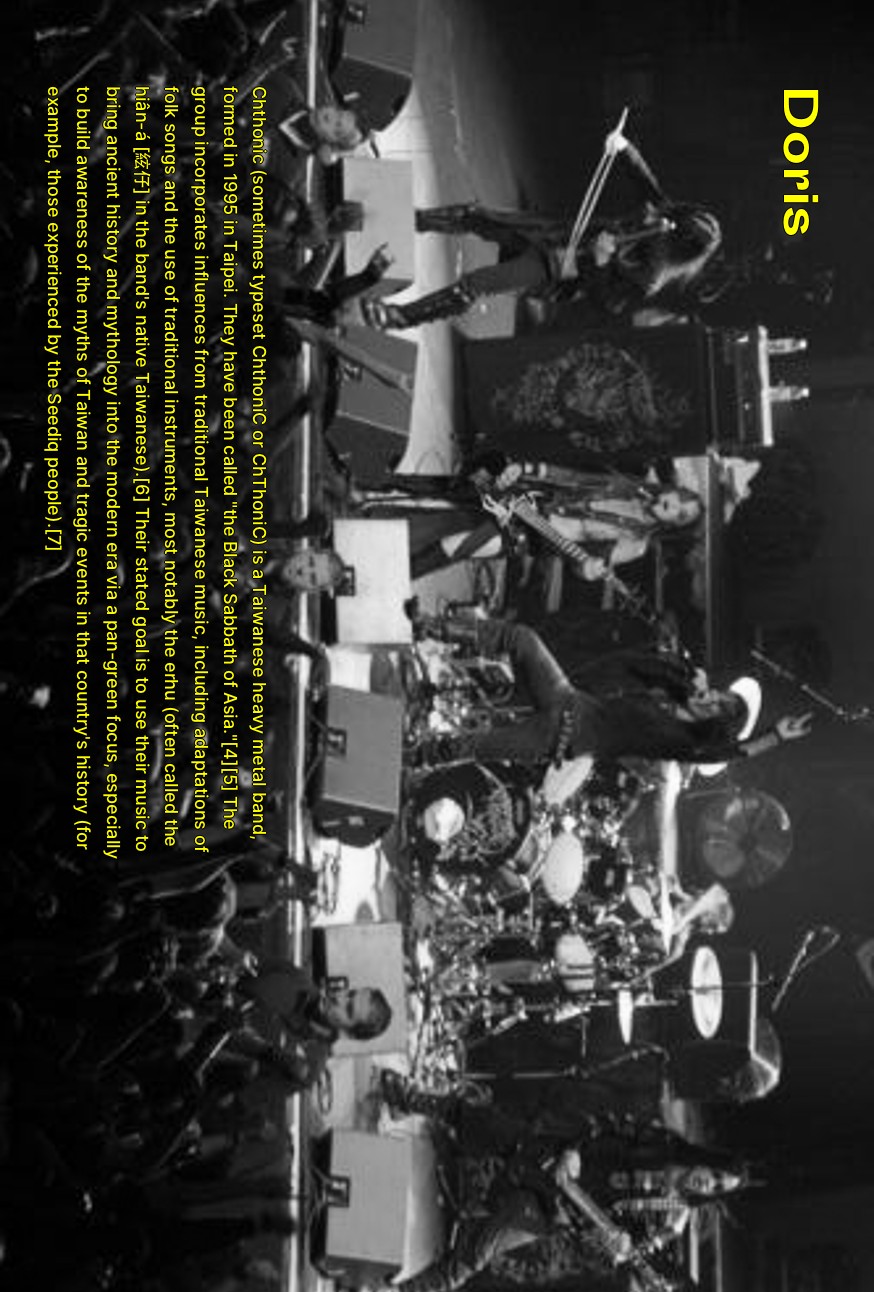 Doris
Chthonic (sometimes typeset ChthoniC or ChThoniC) is a Taiwanese heavy metal band,
formed in 1995 in Taipei. They have been called "the Black Sabbath of Asia."[4][5] The
group incorporates influences from traditional Taiwanese music, including adaptations of
folk songs and the use of traditional instruments, most notably the erhu (often called the
hiân-á [絃仔] in the band's native Taiwanese).[6] Their stated goal is to use their music to
bring ancient history and mythology into the modern era via a pan-green focus, especially
to build awareness of the myths of Taiwan and tragic events in that country's history (for
example, those experienced by the Seediq people).[7]